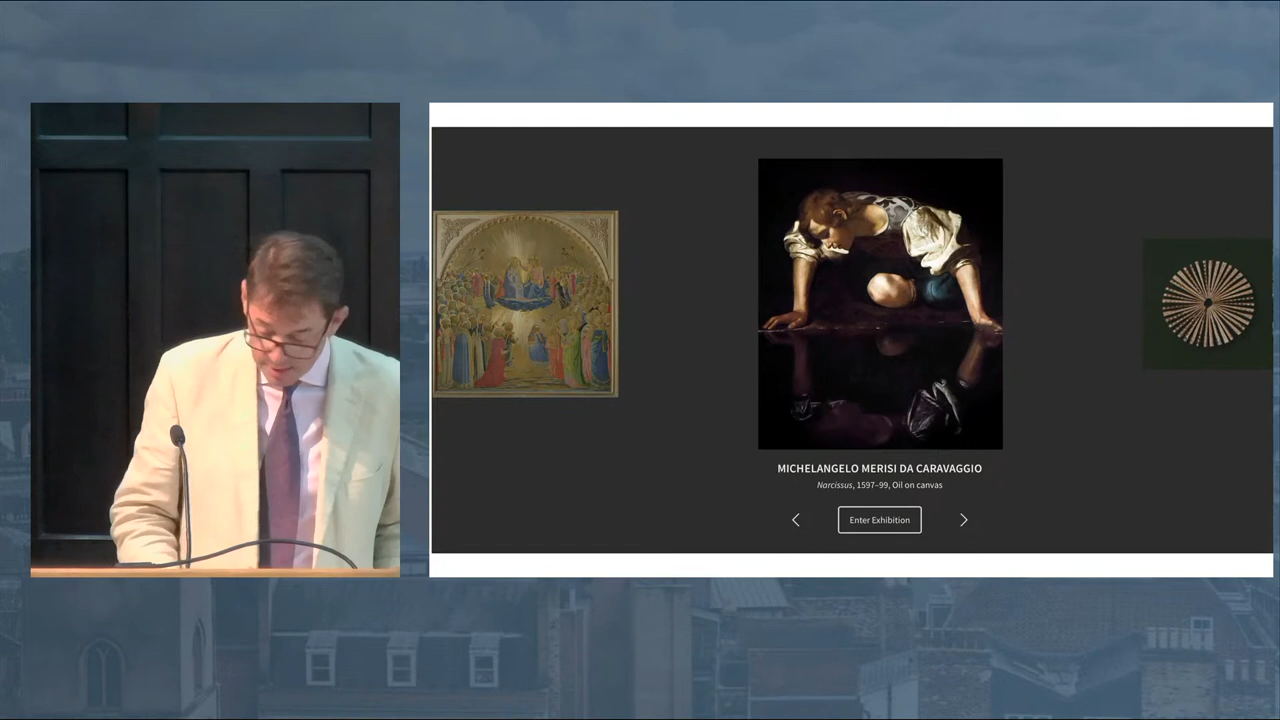 MICHELANGELO MERISI DA CARAVAGGIO
Narcissus, 1597–99, Oil on canvas
Enter Exhibition